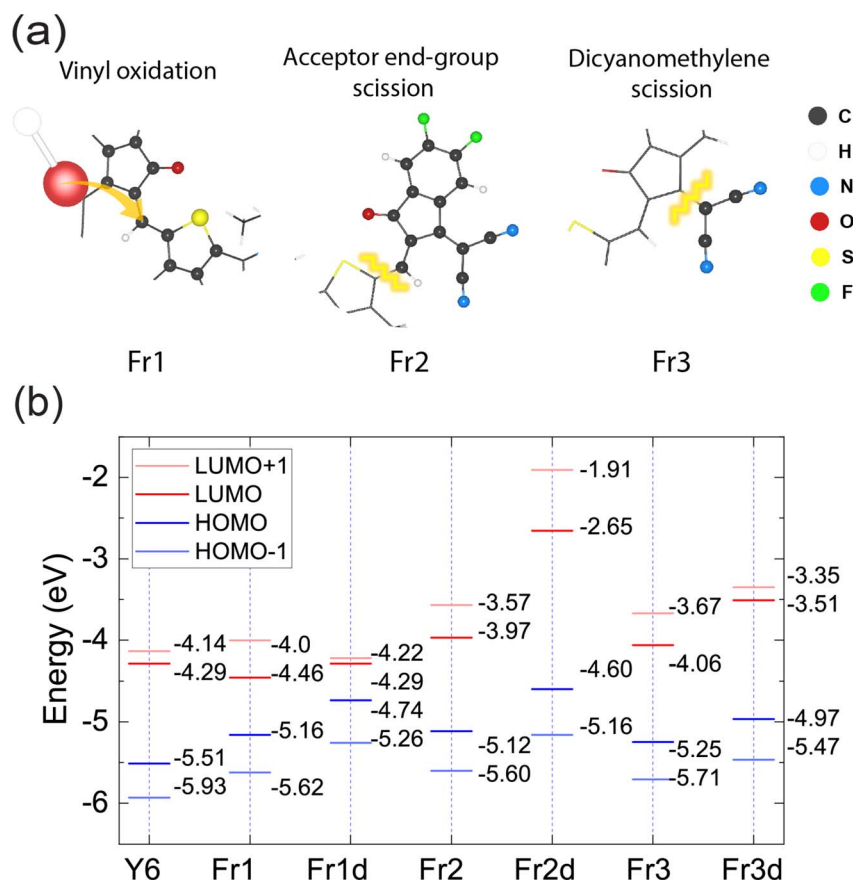 (a)
Vinyl oxidation
Acceptor end-group
scission
Dicyanomethylene
scission
C
H
N
O
S
F
Fr1
Fr2
Fr3
(b)
LUMO+1
LUMO
HOMO
HOMO-1
Energy (eV)
-2
-3
-4
-5
-6
-4.14
-4.29
-5.51
-5.93
-4.0
-4.46
-5.16
-5.62
-4.22
-4.29
-4.74
-5.26
-3.57
-3.97
-5.12
-5.60
-1.91
-2.65
-4.60
-5.16
-3.67
-4.06
-5.25
-5.71
-3.35
-3.51
-4.97
-5.47
Y6
Fr1
Fr1d
Fr2
Fr2d
Fr3
Fr3d